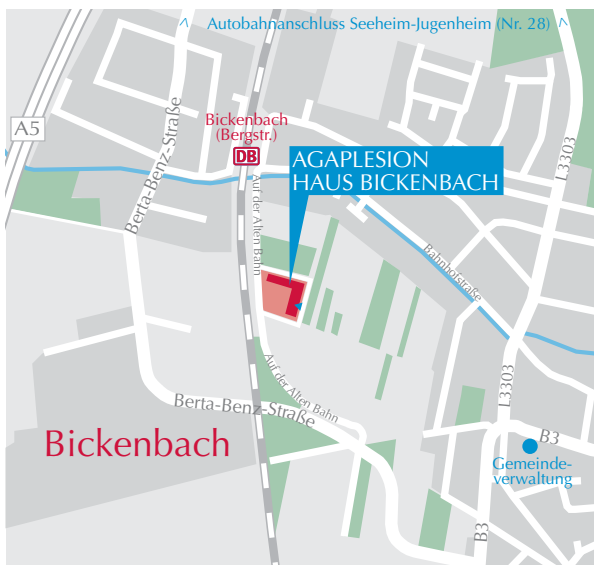 ^ Autobahnanschluss Seeheim-Jugenheim (Nr. 28) ^
A5
Berta-Benz-Straße
Bickenbach
(Bergstr.)
DB
Auf der Alten Bahn
AGAPLESION
HAUS BICKENBACH
L3303
Bahnhofstraße
Auf der Alten Bahn
Berta-Benz-Straße
L3303
Bickenbach
B3
Gemeinde-
verwaltung
B3